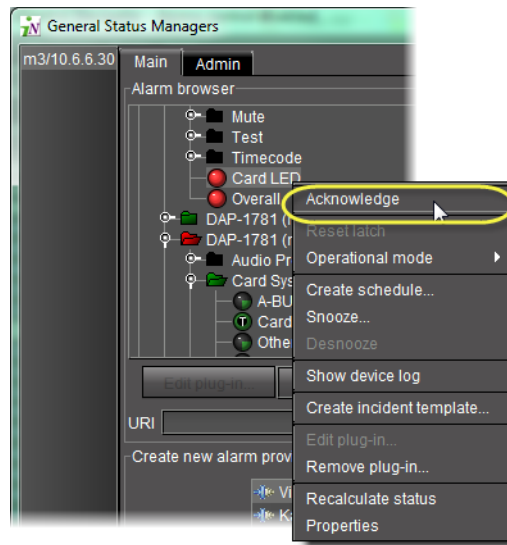 General Status Managers
m3/10.6.6.30
Main
Admin
Alarm browser
Mute
Test
Timecode
Card LED
Overall
DAP-1781 (
DAP-1781 (r
Audio Pr
Card Sys
A-BU
T Card
Othe
Edit plug-in...
URI
Create new alarm prov
Vi
K
Acknowledge
Reset latch
Operational mode
Create schedule...
Snooze...
Desnooze
Show device log
Create incident template...
Edit plug-in...
Remove plug-in...
Recalculate status
Properties